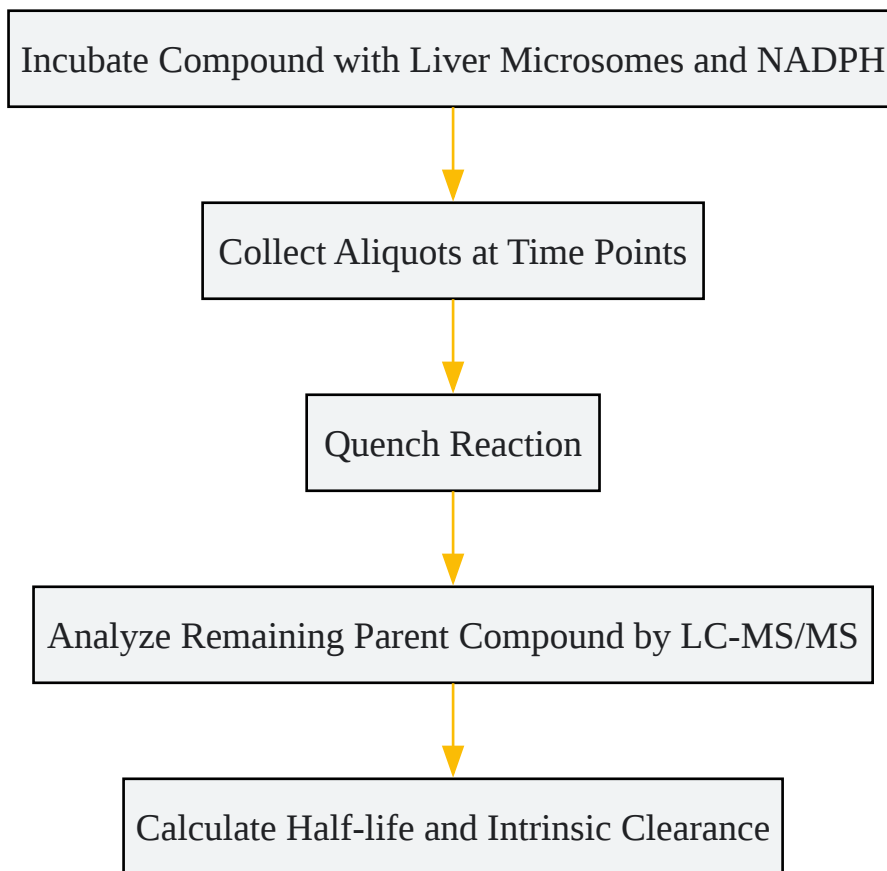 Incubate Compound with Liver Microsomes and NADPH
Collect Aliquots at Time Points
Quench Reaction
Analyze Remaining Parent Compound by LC-MS/MS
Calculate Half-life and Intrinsic Clearance